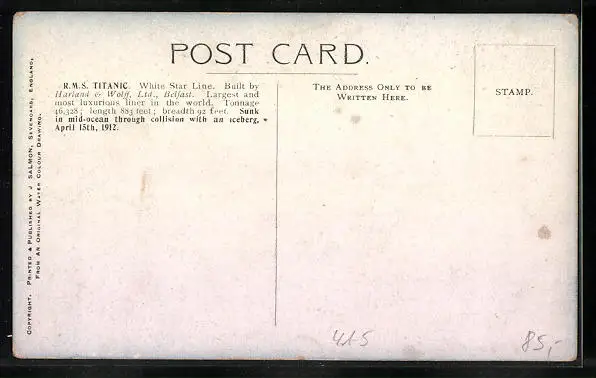 POST CARD.
R.M.S. TITANIC. White Star Line. Built by
Harland & Wolff, Ltd., Belfast. Largest and
most luxurious liner in the world. Tonnage
46,328; length 883 feet; breadth 92 feet. Sunk
in mid-ocean through collision with an iceberg,
April 15th, 1912.
THE ADDRESS ONLY TO BE
WRITTEN HERE.
STAMP.
COPYRIGHT. PRINTED & PUBLISHED BY J SALMON, SEVENOAKS, ENGLAND,
FROM AN ORIGINAL WATER COLOUR DRAWING.
415
85,-